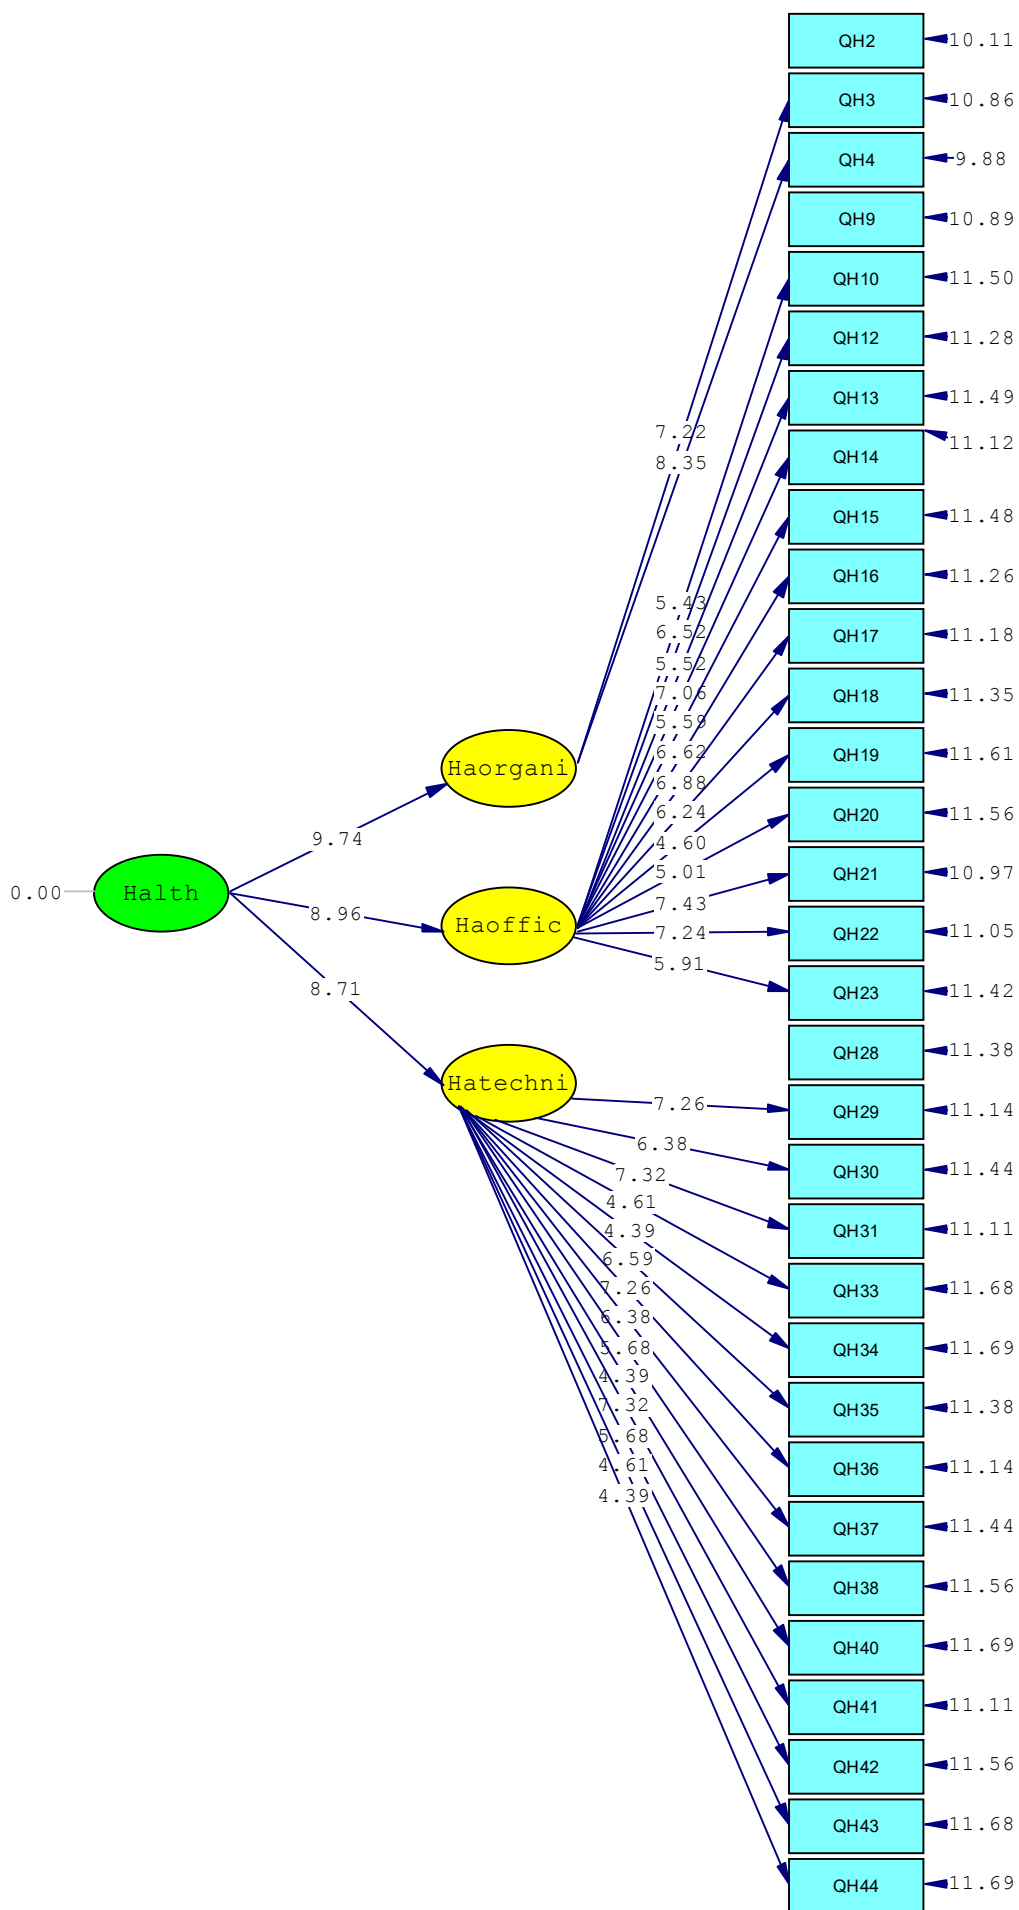 QH2 10.11
QH3 10.86
QH4 9.88
QH9 10.89
QH10 11.50
QH12 11.28
QH13 11.49
7.22
11.12
QH14
8.35
QH15 11.48
QH16 11.26
5.43
6.52
QH17 11.18
5.52
7.06
QH18 11.35
5.59
6.62
QH19 11.61
Haorgani
6.88
6.24
QH20 11.56
9.74
4.60
5.01
QH21 10.97
0.00 Halth
7.43
8.96
Haoffic
7.24
QH22 11.05
5.91
8.71
QH23 11.42
QH28 11.38
Hatechni
7.26
QH29 11.14
6.38
QH30 11.44
7.32
4.61
QH31 11.11
4.39
6.59
7.26
QH33 11.68
6.38
5.68
QH34 11.69
4.39
7.32
QH35 11.38
5.68
4.61
QH36 11.14
4.39
QH37 11.44
QH38 11.56
QH40 11.69
QH41 11.11
QH42 11.56
QH43 11.68
QH44 11.69